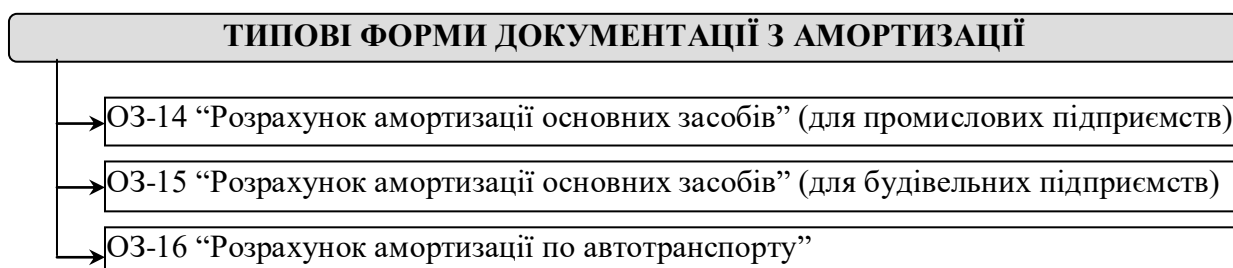 ТИПОВІ ФОРМИ ДОКУМЕНТАЦІЇ З АМОРТИЗАЦІЇ
ОЗ-14 “Розрахунок амортизації основних засобів” (для промислових підприємств)
ОЗ-15 “Розрахунок амортизації основних засобів” (для будівельних підприємств)
ОЗ-16 “Розрахунок амортизації по автотранспорту”